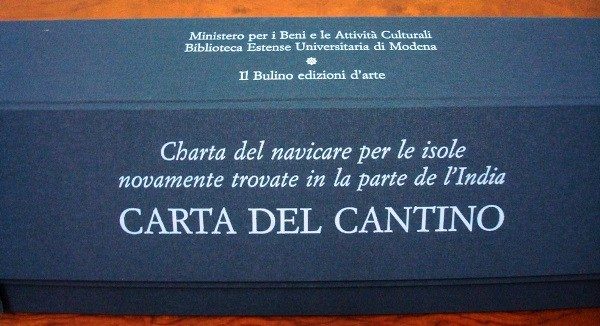 Ministero per i Beni e le Attività Culturali
Biblioteca Estense Universitaria di Modena
Il Bulino edizioni d'arte
Charta del navicare per le isole
novamente trovate in la parte de l'India
CARTA DEL CANTINO